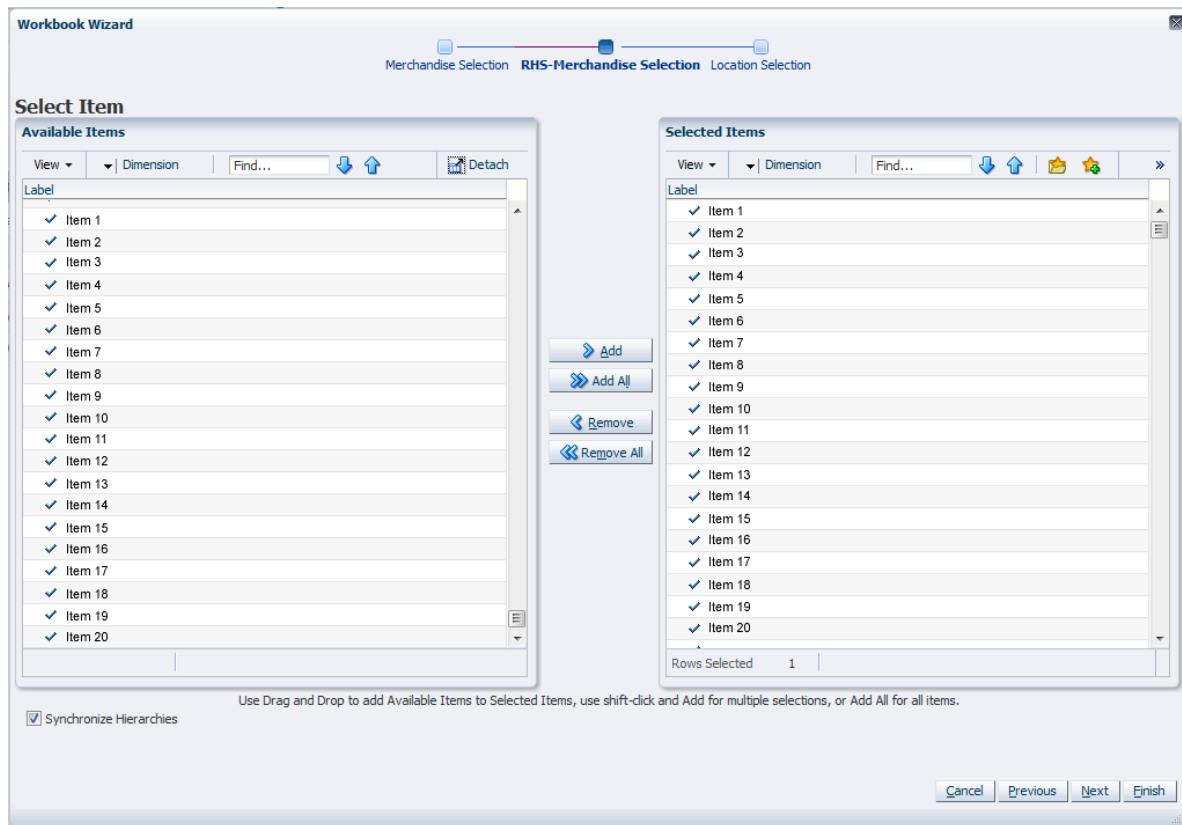 Workbook Wizard
Merchandise Selection RHS-Merchandise Selection Location Selection
Select Item
Available Items
View Dimension Find... Detach
Label
Item 1
Item 2
Item 3
Item 4
Item 5
Item 6
Item 7
Item 8
Item 9
Item 10
Item 11
Item 12
Item 13
Item 14
Item 15
Item 16
Item 17
Item 18
Item 19
Item 20
Add
Add All
Remove
Remove All
Selected Items
View Dimension Find... »
Label
Item 1
Item 2
Item 3
Item 4
Item 5
Item 6
Item 7
Item 8
Item 9
Item 10
Item 11
Item 12
Item 13
Item 14
Item 15
Item 16
Item 17
Item 18
Item 19
Item 20
Rows Selected 1
Use Drag and Drop to add Available Items to Selected Items, use shift-click and Add for multiple selections, or Add All for all items.
Synchronize Hierarchies
Cancel Previous Next Finish